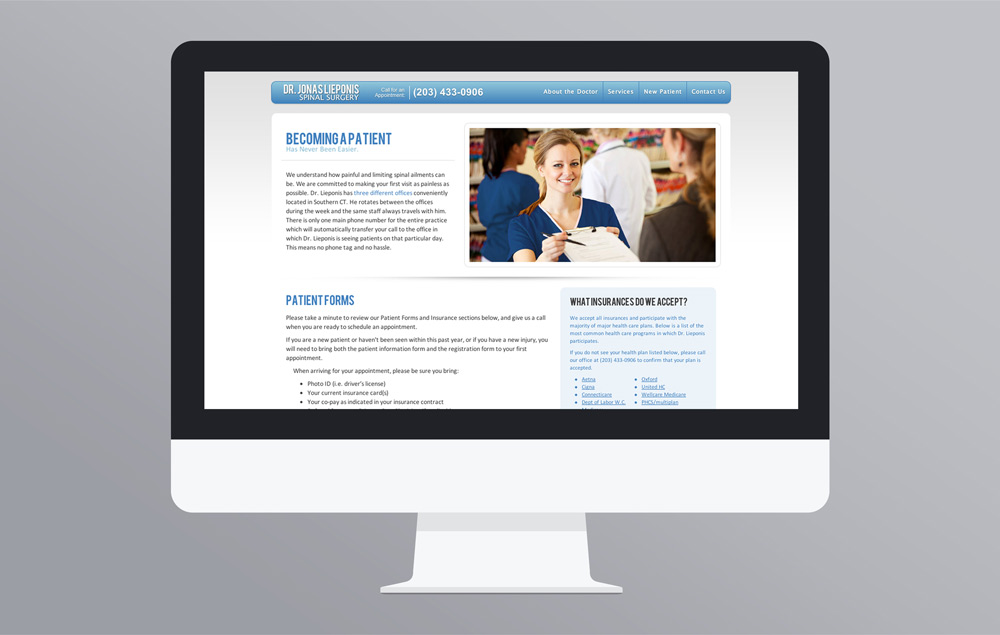 DR. JONAS LIEPONIS
SPINAL SURGERY
Call for an
Appointment:
(203) 433-0906
About the Doctor
Services
New Patient
Contact Us
BECOMING A PATIENT
Has Never Been Easier.
We understand how painful and limiting spinal ailments can
be. We are committed to making your first visit as painless as
possible. Dr. Lieponis has three different offices conveniently
located in Southern CT. He rotates between the offices
during the week and the same staff always travels with him.
There is only one main phone number for the entire practice
which will automatically transfer your call to the office in
which Dr. Lieponis is seeing patients on that particular day.
This means no phone tag and no hassle.
PATIENT FORMS
Please take a minute to review our Patient Forms and Insurance sections below, and give us a call
when you are ready to schedule an appointment.
If you are a new patient or haven't been seen within this past year, or if you have a new injury, you
will need to bring both the patient information form and the registration form to your first
appointment.
When arriving for your appointment, please be sure you bring:
• Photo ID (i.e. driver's license)
• Your current insurance card(s)
• Your co-pay as indicated in your insurance contract
WHAT INSURANCES DO WE ACCEPT?
We accept all insurances and participate with the
majority of major health care plans. Below is a list of the
most common health care programs in which Dr. Lieponis
participates.
If you do not see your health plan listed below, please call
our office at (203) 433-0906 to confirm that your plan is
accepted.
• Aetna
• Cigna
• Connecticare
• Dept of Labor W.C.
• Oxford
• United HC
• Wellcare Medicare
• PHCS/multiplan